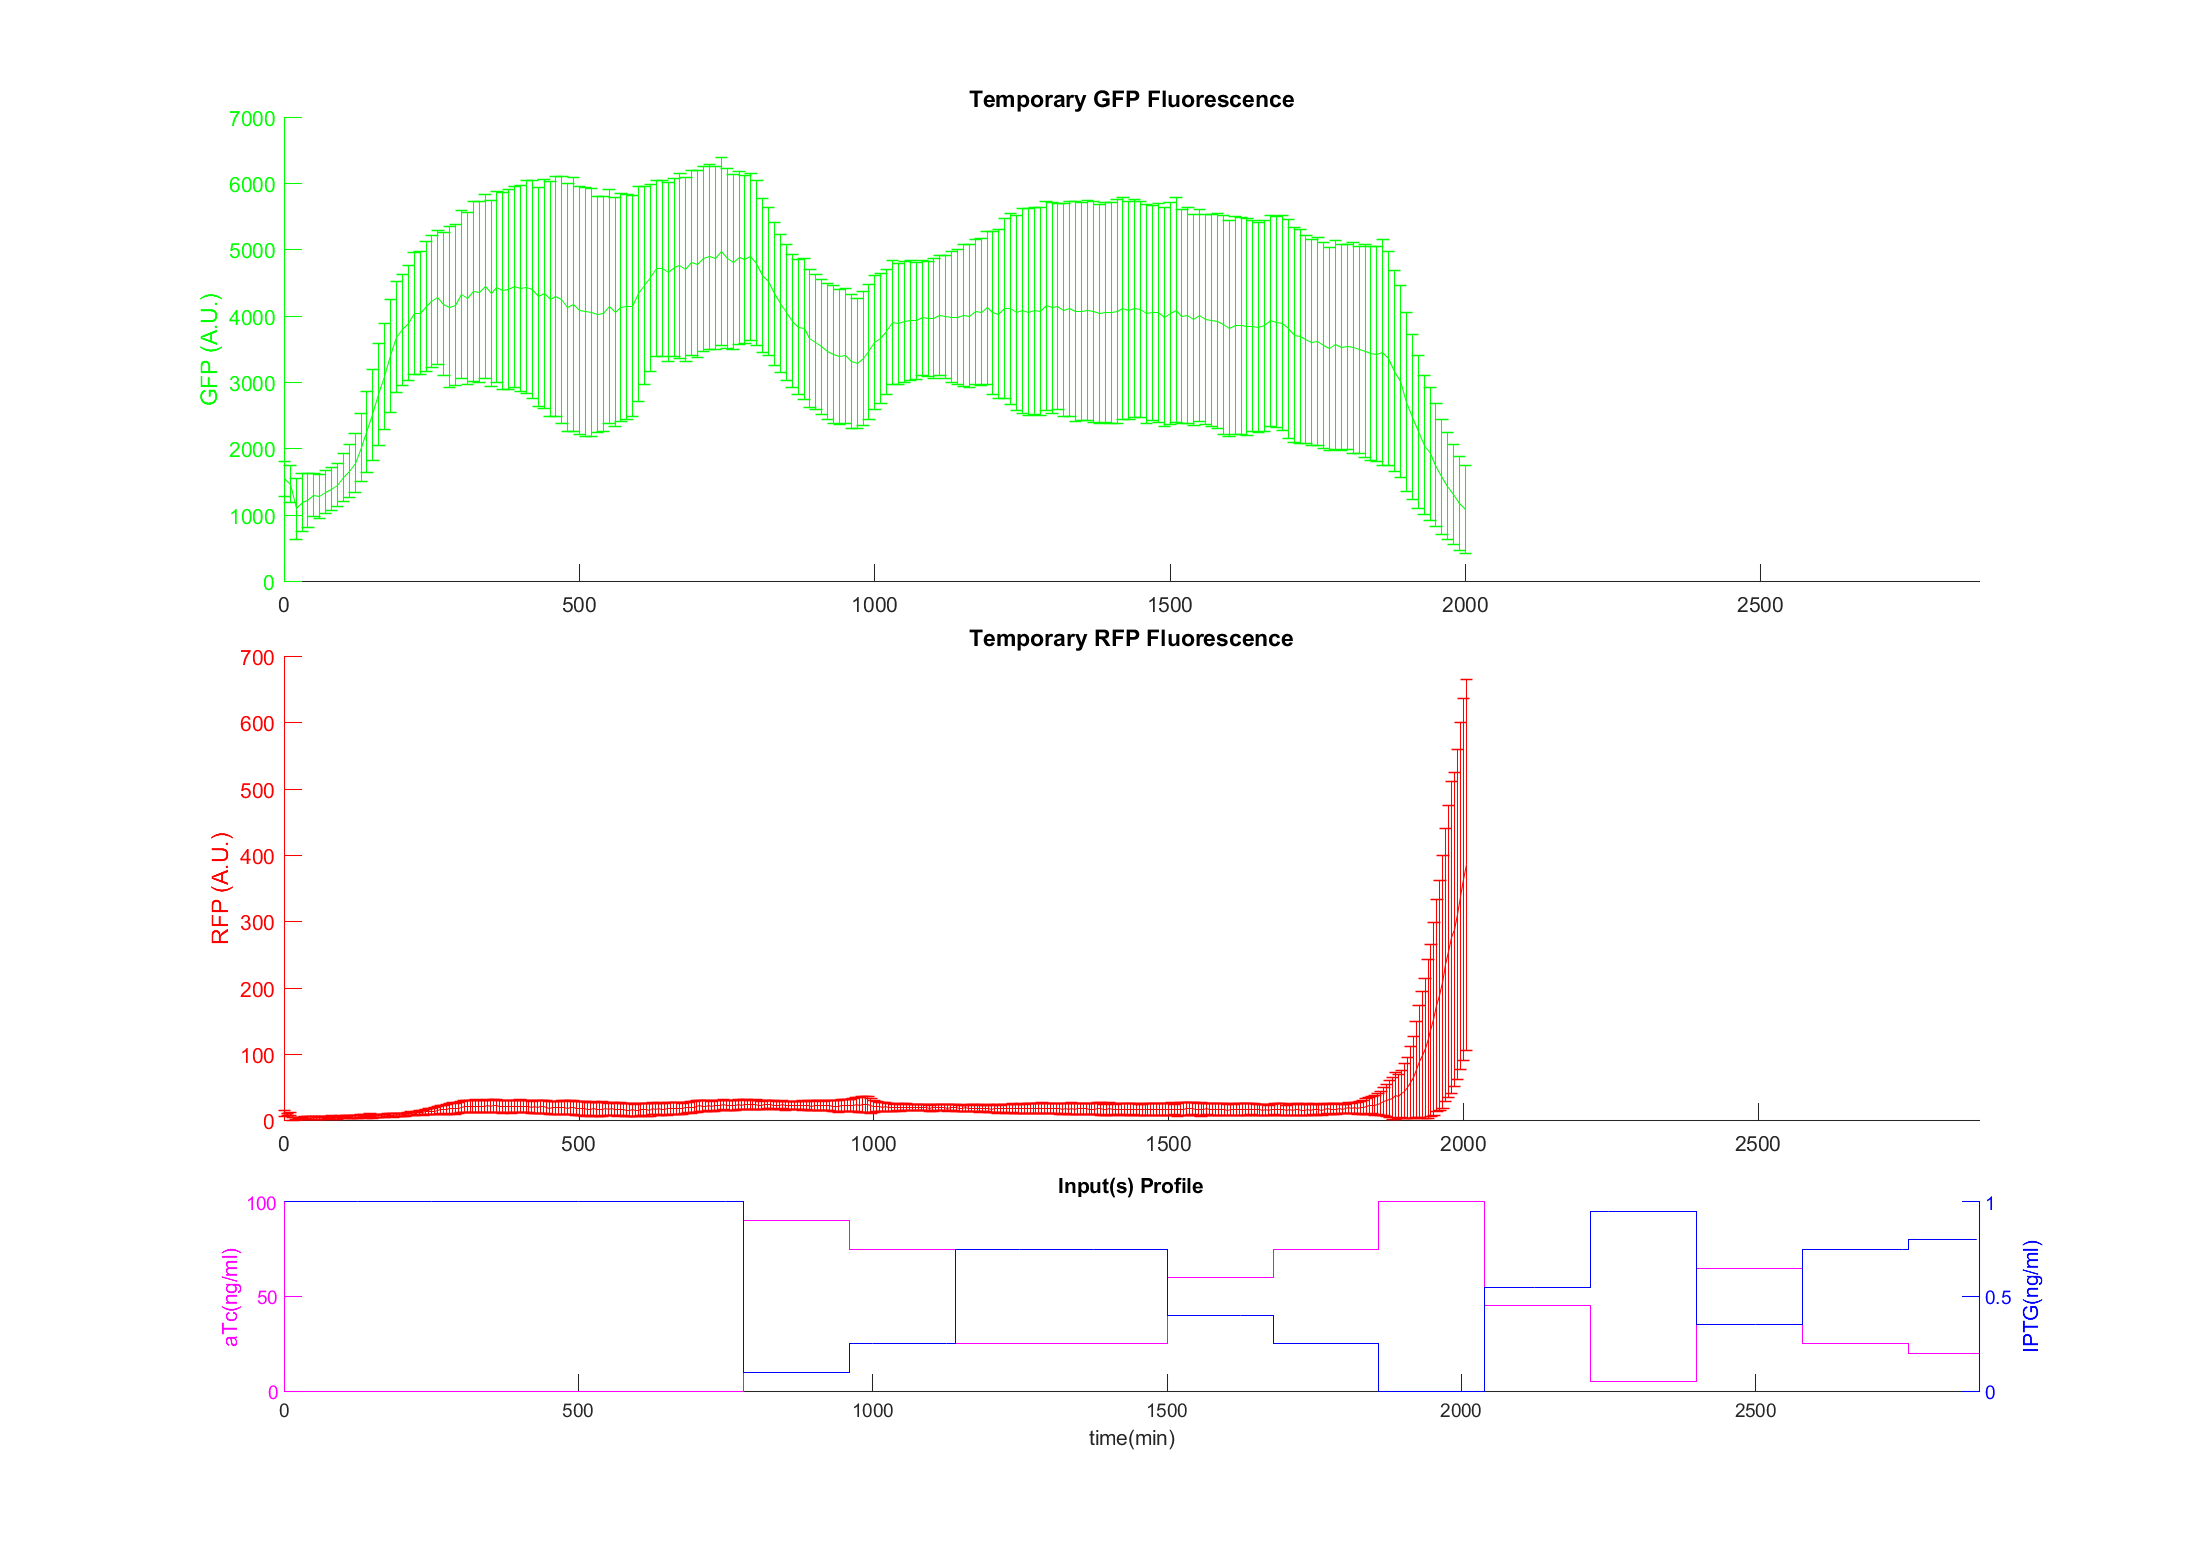 Temporary GFP Fluorescence
7000
6000
5000
4000
3000
2000
1000
0
GFP (A.U.)
0 500 1000 1500 2000 2500
Temporary RFP Fluorescence
700
600
500
400
300
200
100
0
RFP (A.U.)
0 500 1000 1500 2000 2500
Input(s) Profile
100
50
0
aTc(ng/ml)
1
0.5
0
IPTG(ng/ml)
0 500 1000 1500 2000 2500
time(min)